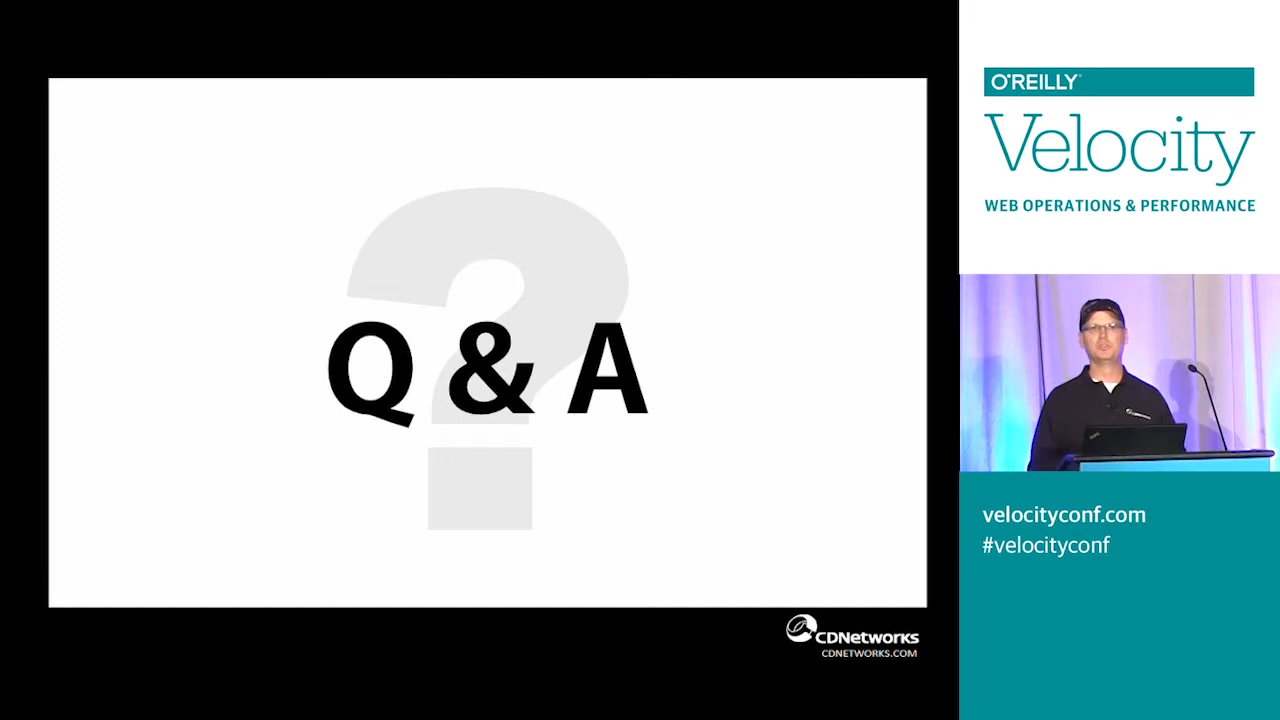 Q & A
?
CDNetworks
CDNETWORKS.COM
O'REILLY®
Velocity
WEB OPERATIONS & PERFORMANCE
velocityconf.com
#velocityconf